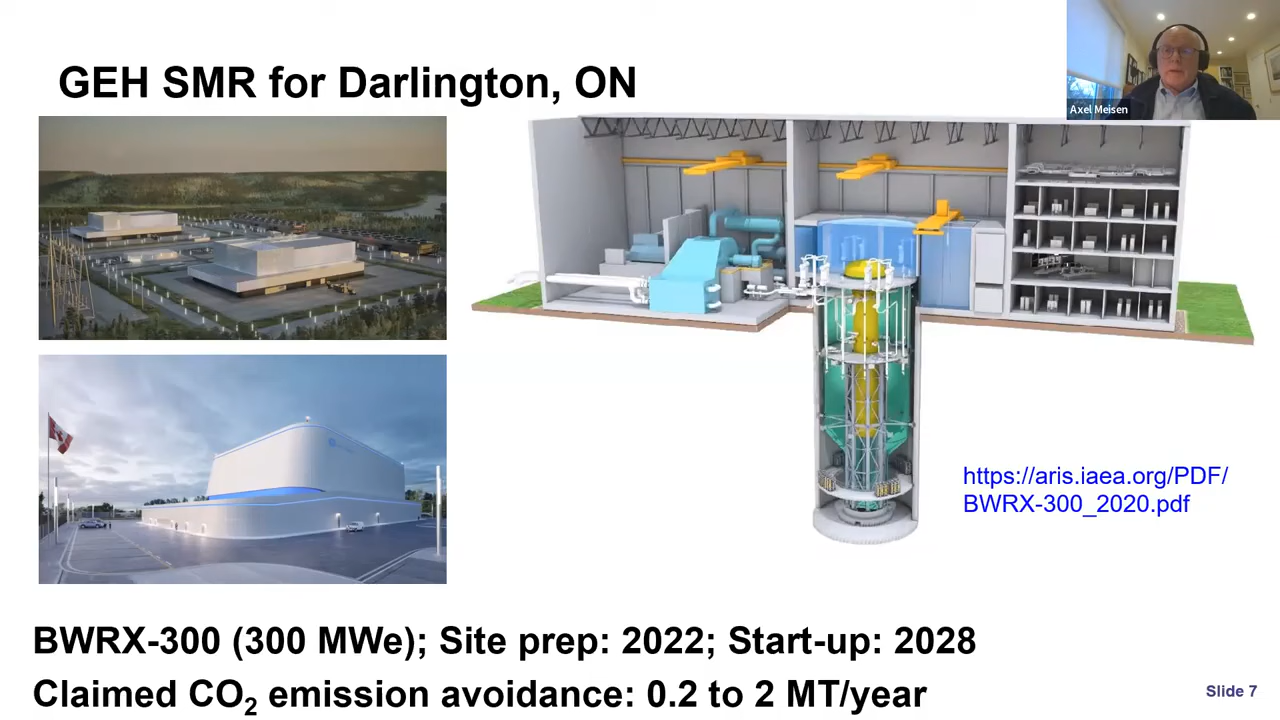 Axel Meisen
GEH SMR for Darlington, ON
https://aris.iaea.org/PDF/
BWRX-300_2020.pdf
BWRX-300 (300 MWe); Site prep: 2022; Start-up: 2028
Claimed CO₂ emission avoidance: 0.2 to 2 MT/year
Slide 7